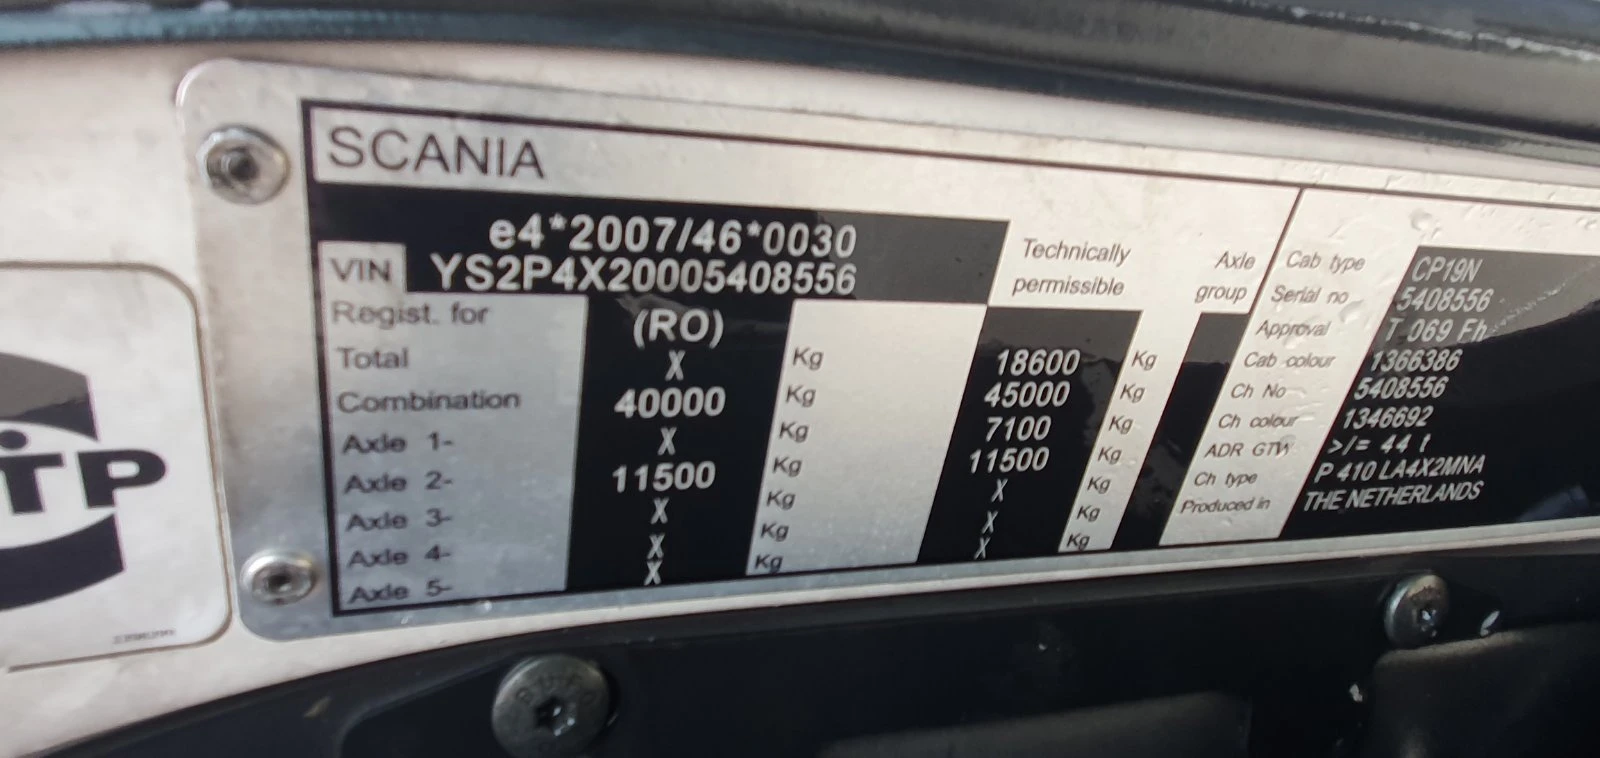 SCANIA
e4*2007/46*0030
VIN YS2P4X20005408556
Regist. for (RO)
Total X Kg
Combination 40000 Kg
Axle 1- X Kg
Axle 2- 11500 Kg
Axle 3- X Kg
Axle 4- X Kg
Axle 5- X Kg
Technically
permissible
18600 Kg
45000 Kg
7100 Kg
11500 Kg
X Kg
X Kg
X Kg
Axle
group
Cab type CP19N
Serial no 5408556
Approval T 069 Fh
Cab colour 1366386
Ch No 5408556
Ch colour 1346692
ADR GTW >/= 44 t
Ch type P 410 LA4X2MNA
Produced in THE NETHERLANDS
TP